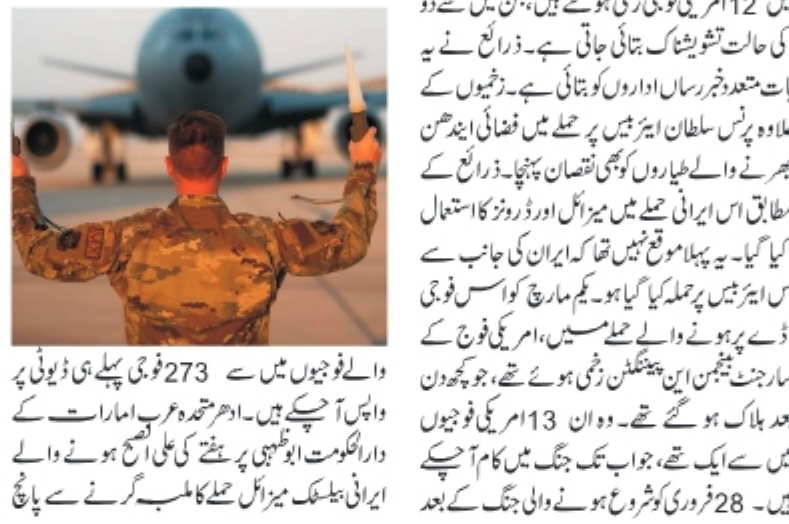 12 امریکی فوجی زخمی ہوئے ہیں، جن میں سے دو
کی حالت تشویشناک بتائی جاتی ہے۔ ذرائع نے یہ
بات متعدد خبر رساں اداروں کو بتائی ہے۔ زخمیوں کے
علاوہ پرنس سلطان ایئر بیس پر حملے میں فضائی ایندھن
بھرنے والے طیاروں کو بھی نقصان پہنچا۔ ذرائع کے
مطابق اس ایرانی حملے میں میزائل اور ڈرونز کا استعمال
کیا گیا۔ یہ پہلا موقع نہیں تھا کہ ایران کی جانب سے
اس ایئر بیس پر حملہ کیا گیا ہو۔ یکم مارچ کو اس فوجی
اڈے پر ہونے والے حملے میں، امریکی فوج کے
سارجنٹ بینجمن این پیننگٹن زخمی ہوئے تھے، جو کچھ دن
بعد ہلاک ہو گئے تھے۔ وہ ان 13 امریکی فوجیوں
میں سے ایک تھے، جو اب تک جنگ میں کام آ چکے
ہیں۔ 28 فروری کو شروع ہونے والی جنگ کے بعد
والے فوجیوں میں سے 273 فوجی پہلے ہی ڈیوٹی پر
واپس آ چکے ہیں۔ ادھر متحدہ عرب امارات کے
دارالحکومت ابوظہبی پر ہفتے کی علی الصبح ہونے والے
ایرانی بیلسٹک میزائل حملے کا ملبہ گرنے سے پانچ